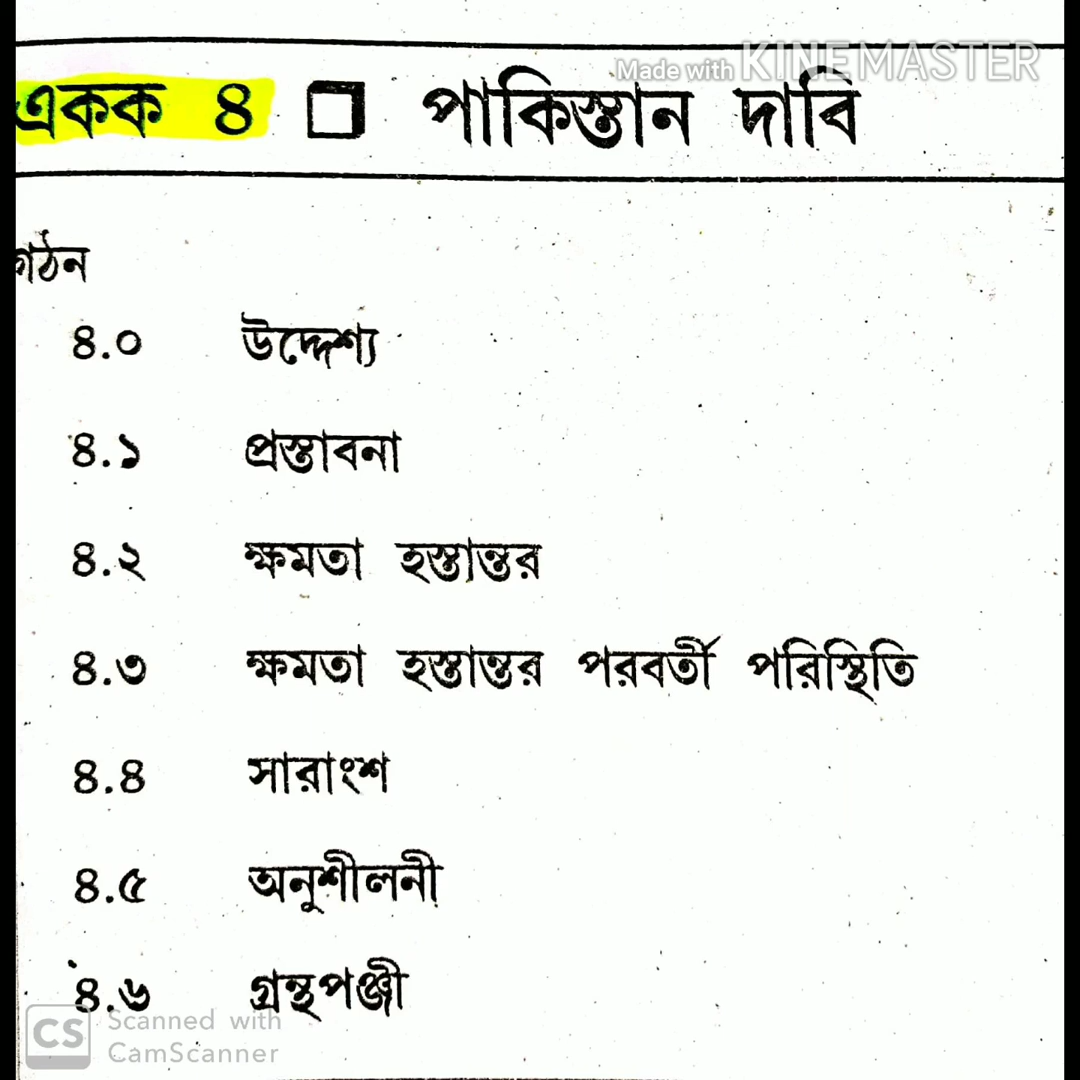 Made with KINEMASTER
একক ৪ □ পাকিস্তান দাবি
গঠন
৪.০ উদ্দেশ্য
৪.১ প্রস্তাবনা
৪.২ ক্ষমতা হস্তান্তর
৪.৩ ক্ষমতা হস্তান্তর পরবর্তী পরিস্থিতি
৪.৪ সারাংশ
৪.৫ অনুশীলনী
৪.৬ গ্রন্থপঞ্জী
CS Scanned with
CamScanner